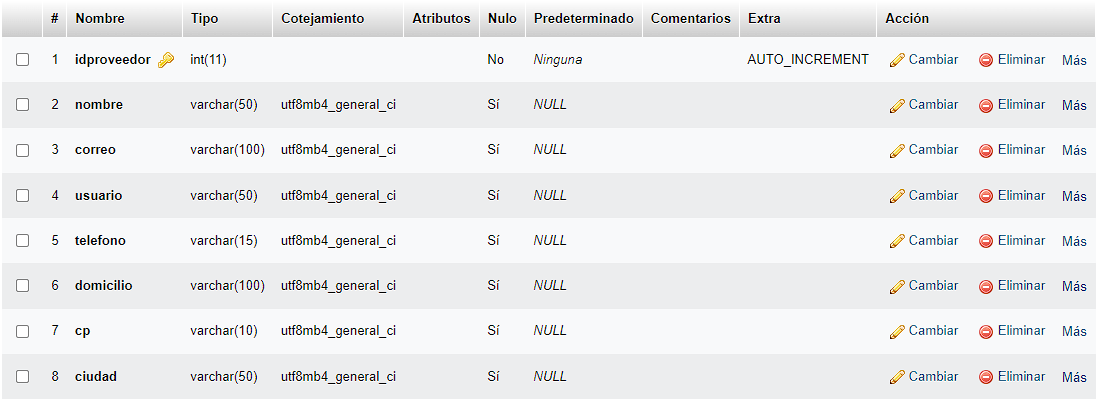 # Nombre Tipo Cotejamiento Atributos Nulo Predeterminado Comentarios Extra Acción
1 idproveedor int(11) No Ninguna AUTO_INCREMENT Cambiar Eliminar Más
2 nombre varchar(50) utf8mb4_general_ci Sí NULL Cambiar Eliminar Más
3 correo varchar(100) utf8mb4_general_ci Sí NULL Cambiar Eliminar Más
4 usuario varchar(50) utf8mb4_general_ci Sí NULL Cambiar Eliminar Más
5 telefono varchar(15) utf8mb4_general_ci Sí NULL Cambiar Eliminar Más
6 domicilio varchar(100) utf8mb4_general_ci Sí NULL Cambiar Eliminar Más
7 cp varchar(10) utf8mb4_general_ci Sí NULL Cambiar Eliminar Más
8 ciudad varchar(50) utf8mb4_general_ci Sí NULL Cambiar Eliminar Más